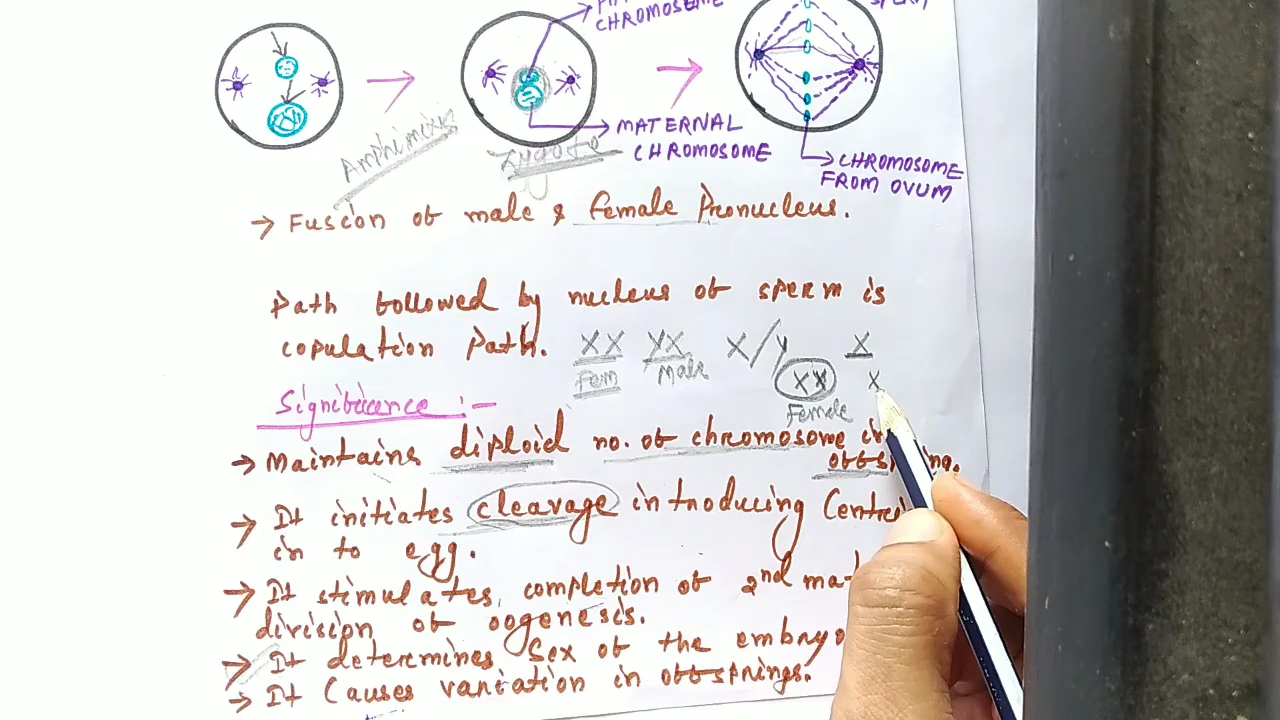 CHROMOSOME
SPERM
MATERNAL
CHROMOSOME
Amphimixis
Zygote
CHROMOSOME
FROM OVUM
→ Fusion of male & female Pronucleus.
Path followed by nucleus of sperm is
copulation Path. XX YX X/Y X
Fem Male XX X
Female
Significance :-
→ Maintains diploid no. of chromosome in
offspring.
→ It initiates cleavage introducing
in to egg.
→ It stimulates completion of 2nd
division of oogenesis.
→ It determines Sex of the embryo
→ It Causes variation in offsprings.